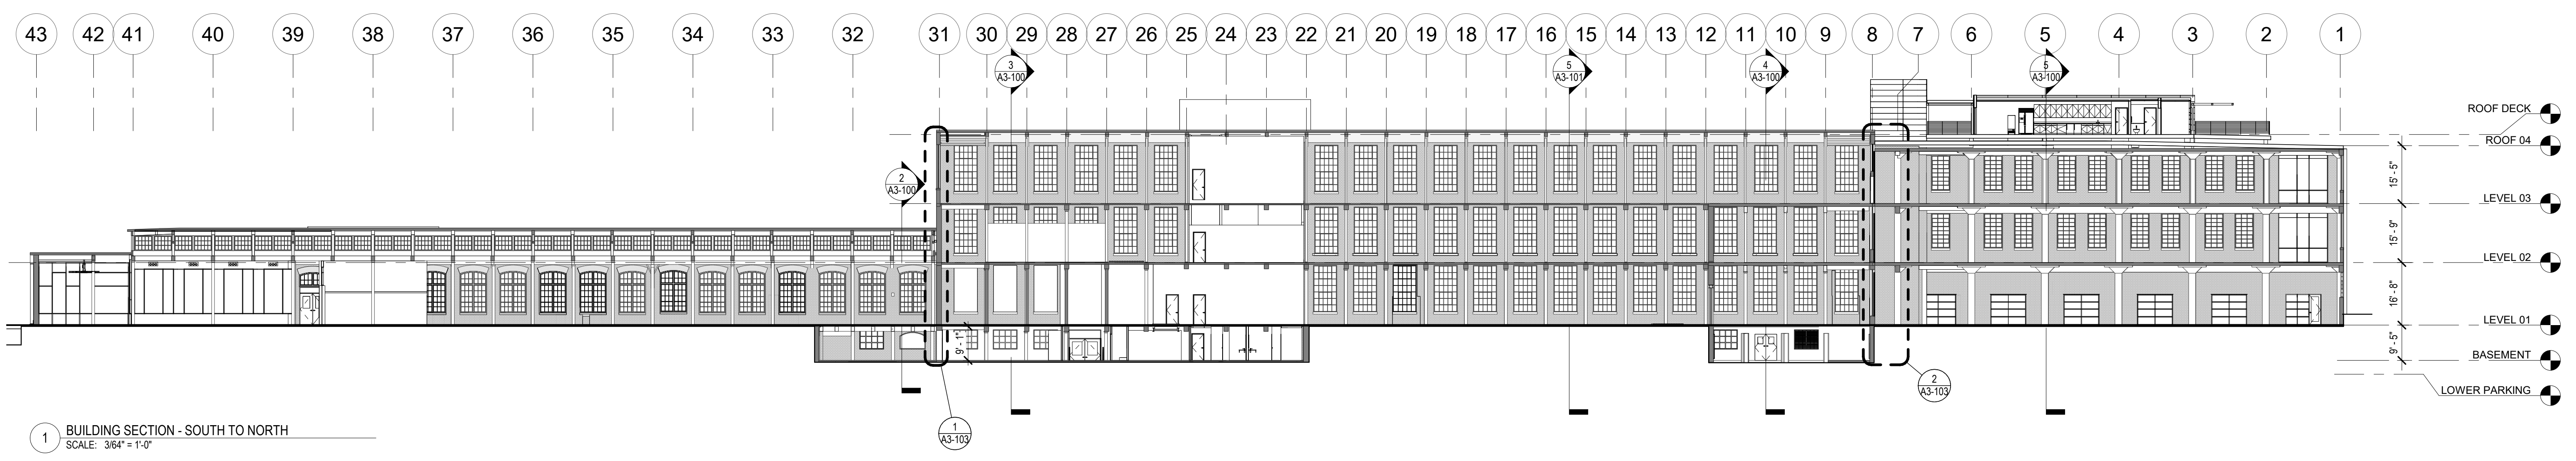 43 42 41 40 39 38 37 36 35 34 33 32 31 30 29 28 27 26 25 24 23 22 21 20 19 18 17 16 15 14 13 12 11 10 9 8 7 6 5 4 3 2 1
3
A3-100
5
A3-101
4
A3-100
5
A3-100
2
A3-100
ROOF DECK
ROOF 04
15' - 5"
LEVEL 03
15' - 9"
LEVEL 02
16' - 8"
LEVEL 01
9' - 1"
9' - 5"
BASEMENT
LOWER PARKING
2
A3-103
1
A3-103
1
BUILDING SECTION - SOUTH TO NORTH
SCALE: 3/64" = 1'-0"